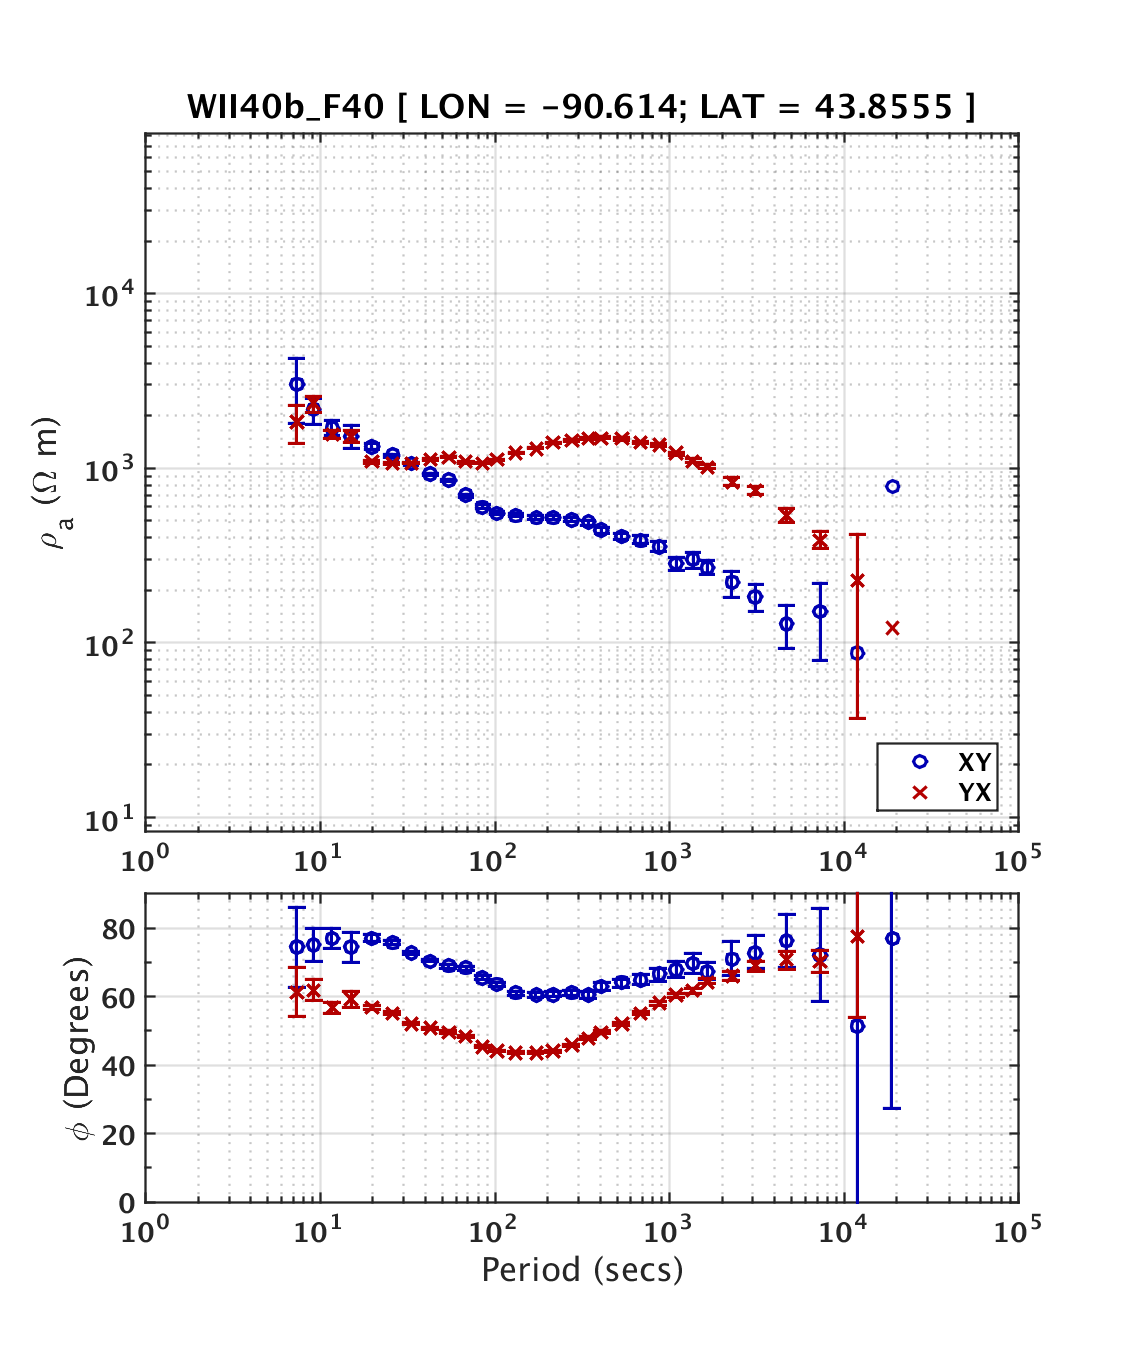 WII40b_F40 [ LON = -90.614; LAT = 43.8555 ]
ρa (Ω m)
10^4
10^3
10^2
10^1
XY
YX
10^0 10^1 10^2 10^3 10^4 10^5
ϕ (Degrees)
80
60
40
20
0
10^0 10^1 10^2 10^3 10^4 10^5
Period (secs)